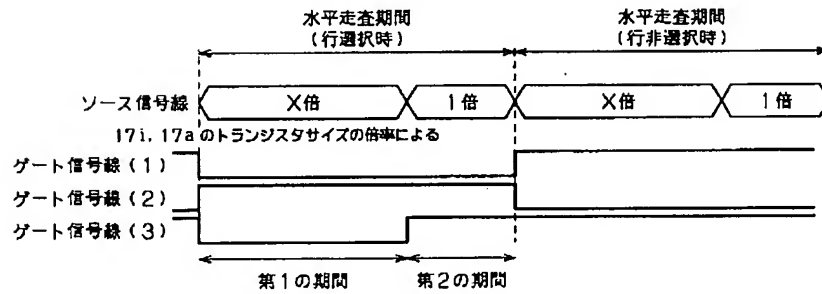 水平走査期間
(行選択時)
水平走査期間
(行非選択時)
ソース信号線
X倍
1倍
X倍
1倍
17i, 17aのトランジスタサイズの倍率による
ゲート信号線(1)
ゲート信号線(2)
ゲート信号線(3)
第1の期間
第2の期間